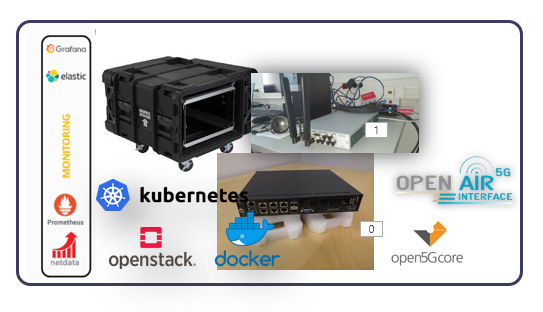 Grafana
elastic
MONITORING
Prometheus
netdata
1
kubernetes
0
openstack.
docker
OPEN AIR 5G
INTERFACE
open5Gcore